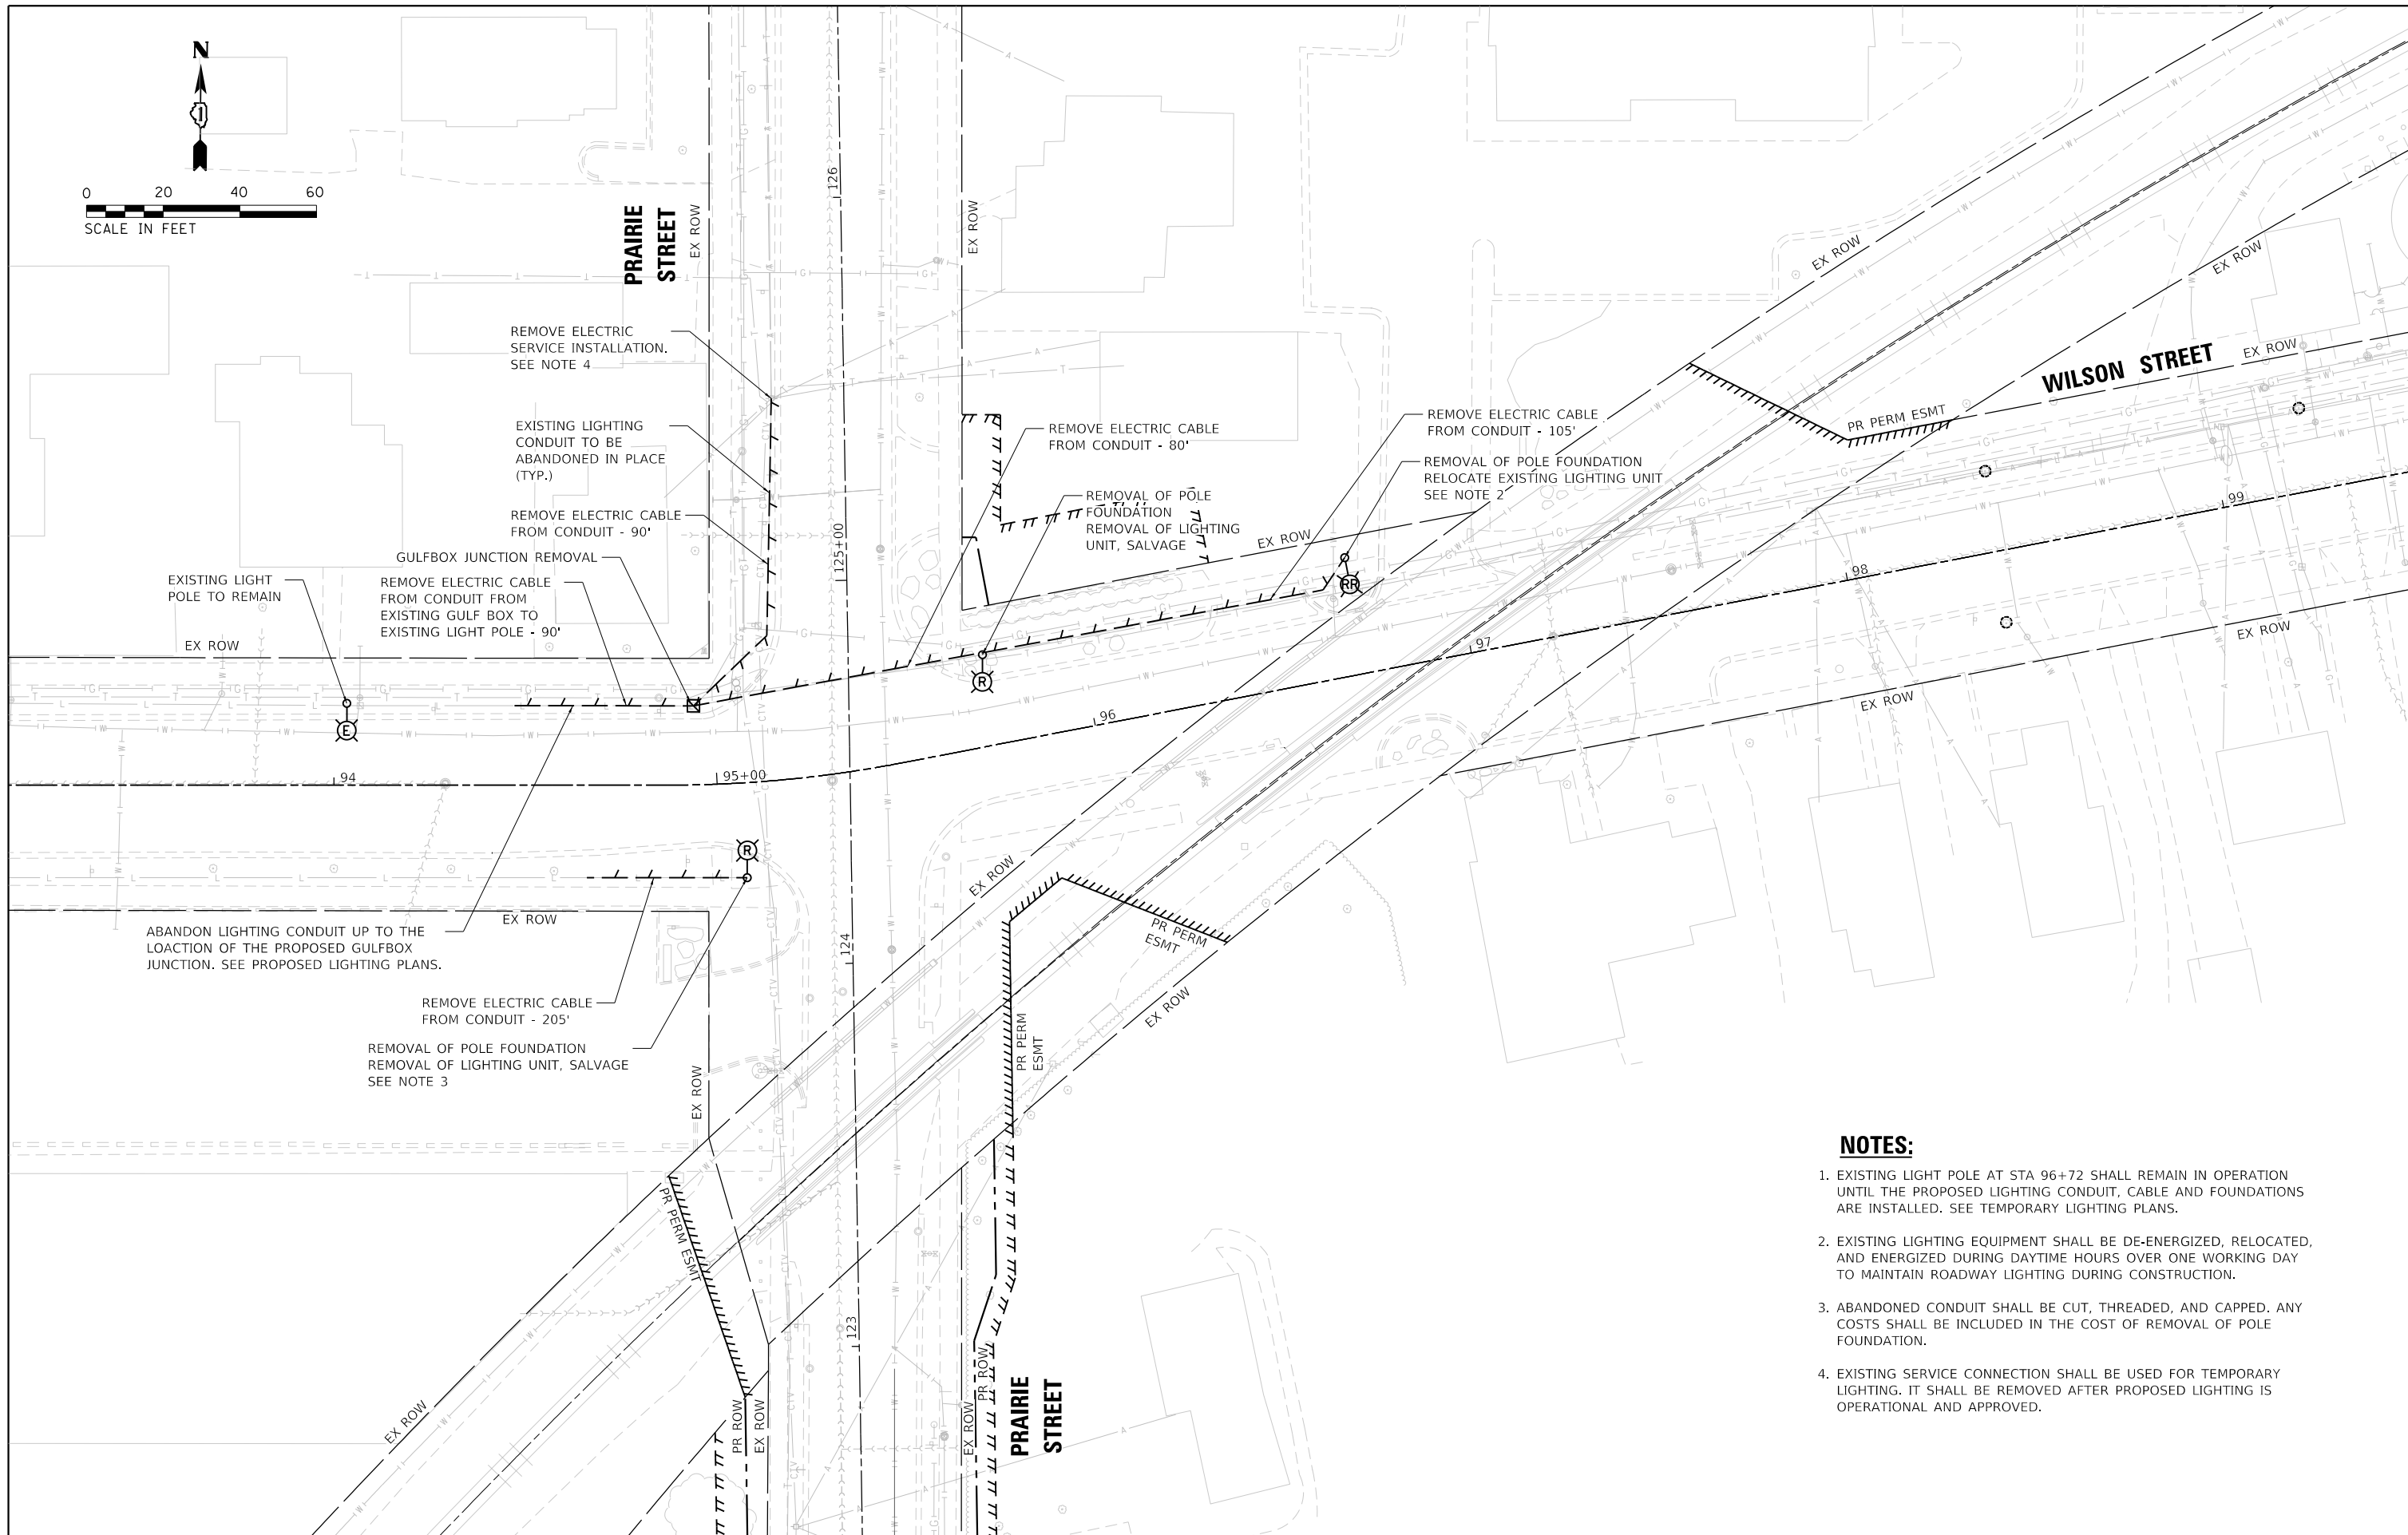 N
0 20 40 60
SCALE IN FEET
PRAIRIE
STREET
EX ROW
126
EX ROW
REMOVE ELECTRIC
SERVICE INSTALLATION.
SEE NOTE 4
EXISTING LIGHTING
CONDUIT TO BE
ABANDONED IN PLACE
(TYP.)
REMOVE ELECTRIC CABLE
FROM CONDUIT - 90'
GULFBOX JUNCTION REMOVAL
REMOVE ELECTRIC CABLE
FROM CONDUIT FROM
EXISTING GULF BOX TO
EXISTING LIGHT POLE - 90'
EXISTING LIGHT
POLE TO REMAIN
EX ROW
125+00
REMOVE ELECTRIC CABLE
FROM CONDUIT - 80'
REMOVAL OF POLE
FOUNDATION
REMOVAL OF LIGHTING
UNIT, SALVAGE
REMOVE ELECTRIC CABLE
FROM CONDUIT - 105'
REMOVAL OF POLE FOUNDATION
RELOCATE EXISTING LIGHTING UNIT
SEE NOTE 2
EX ROW
EX ROW
EX ROW
WILSON STREET
EX ROW
PR PERM ESMT
E
R
RR
R
94
95+00
96
97
98
99
EX ROW
EX ROW
EX ROW
EX ROW
ABANDON LIGHTING CONDUIT UP TO THE
LOACTION OF THE PROPOSED GULFBOX
JUNCTION. SEE PROPOSED LIGHTING PLANS.
REMOVE ELECTRIC CABLE
FROM CONDUIT - 205'
REMOVAL OF POLE FOUNDATION
REMOVAL OF LIGHTING UNIT, SALVAGE
SEE NOTE 3
124
PR PERM
ESMT
EX ROW
PR PERM
ESMT
EX ROW
PR PERM ESMT
123
EX ROW
PR ROW
EX ROW
EX ROW
PR ROW
PRAIRIE
STREET
NOTES:
1. EXISTING LIGHT POLE AT STA 96+72 SHALL REMAIN IN OPERATION
UNTIL THE PROPOSED LIGHTING CONDUIT, CABLE AND FOUNDATIONS
ARE INSTALLED. SEE TEMPORARY LIGHTING PLANS.
2. EXISTING LIGHTING EQUIPMENT SHALL BE DE-ENERGIZED, RELOCATED,
AND ENERGIZED DURING DAYTIME HOURS OVER ONE WORKING DAY
TO MAINTAIN ROADWAY LIGHTING DURING CONSTRUCTION.
3. ABANDONED CONDUIT SHALL BE CUT, THREADED, AND CAPPED. ANY
COSTS SHALL BE INCLUDED IN THE COST OF REMOVAL OF POLE
FOUNDATION.
4. EXISTING SERVICE CONNECTION SHALL BE USED FOR TEMPORARY
LIGHTING. IT SHALL BE REMOVED AFTER PROPOSED LIGHTING IS
OPERATIONAL AND APPROVED.